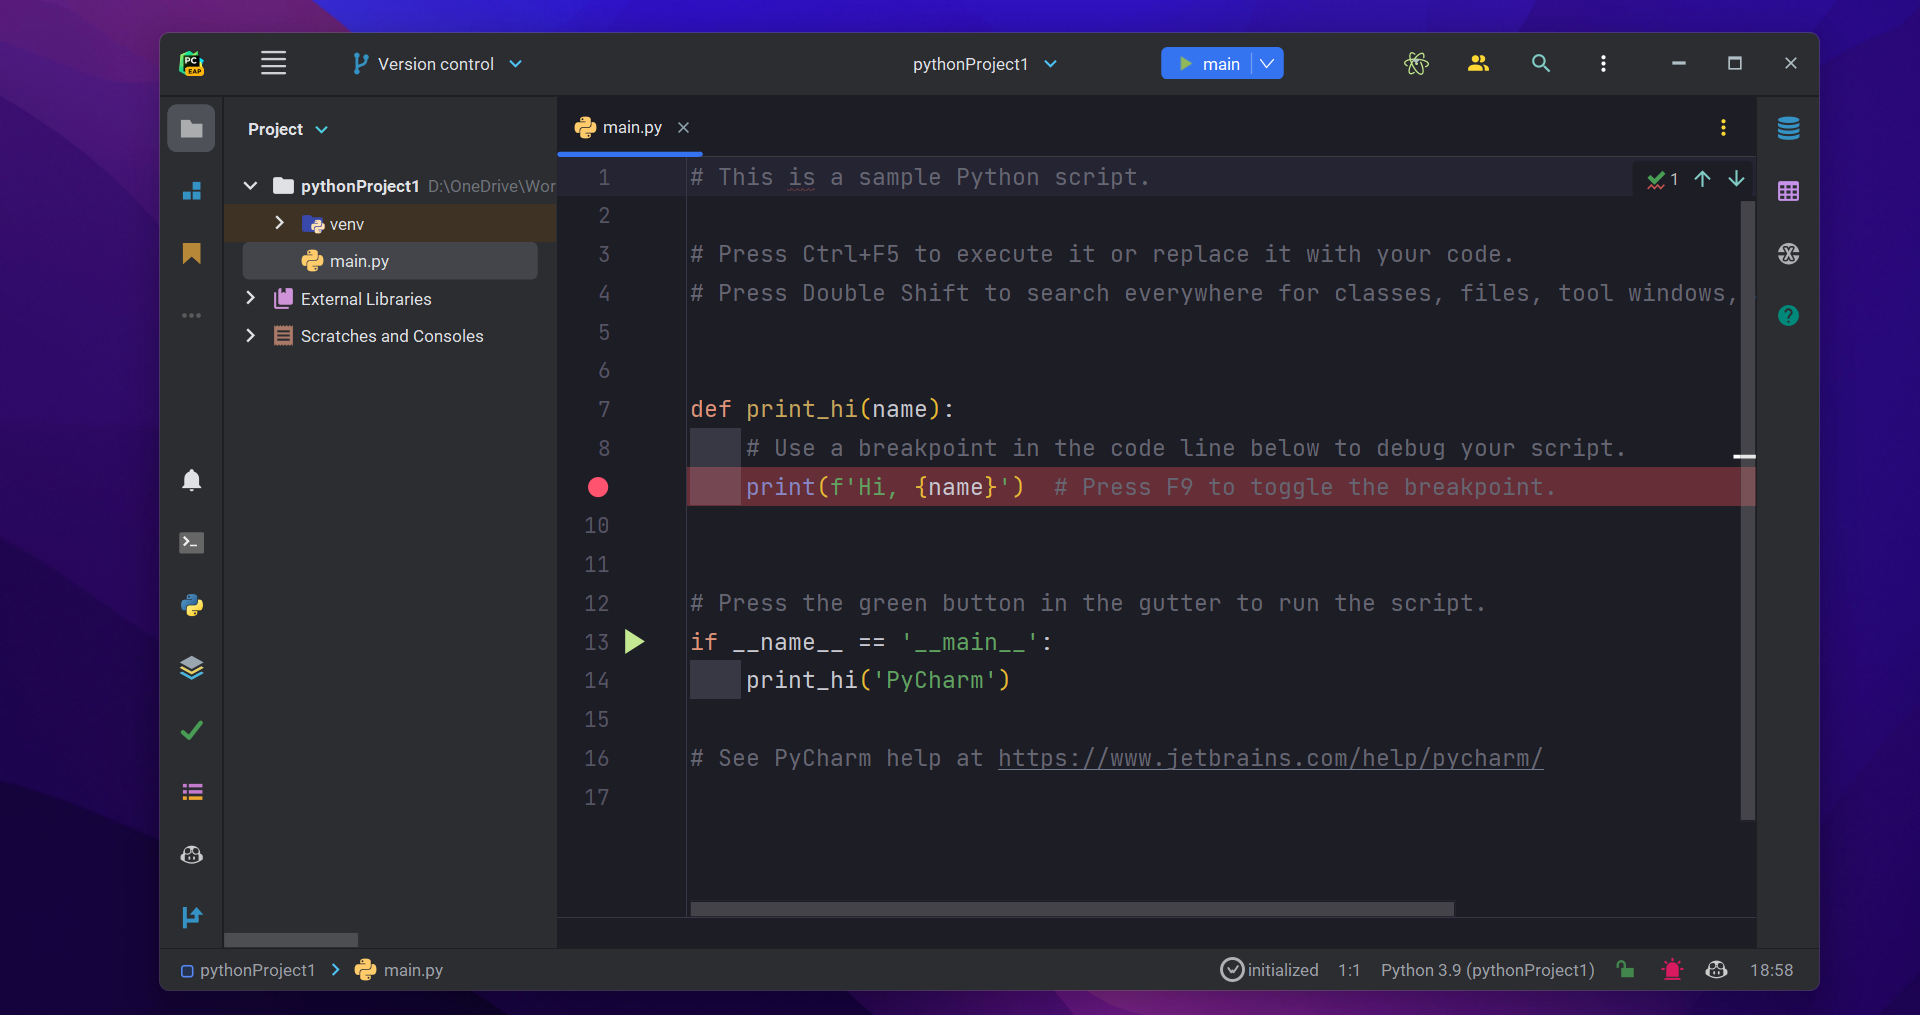 PC
EAP
Version control
pythonProject1
main
Project
main.py
pythonProject1 D:\OneDrive\Wor
venv
main.py
External Libraries
Scratches and Consoles
1 # This is a sample Python script.
1
2
3 # Press Ctrl+F5 to execute it or replace it with your code.
4 # Press Double Shift to search everywhere for classes, files, tool windows,
5
6
7 def print_hi(name):
8 # Use a breakpoint in the code line below to debug your script.
print(f'Hi, {name}')  # Press F9 to toggle the breakpoint.
10
11
12 # Press the green button in the gutter to run the script.
13 if __name__ == '__main__':
14 print_hi('PyCharm')
15
16 # See PyCharm help at https://www.jetbrains.com/help/pycharm/
17
pythonProject1 main.py
initialized 1:1 Python 3.9 (pythonProject1) 18:58